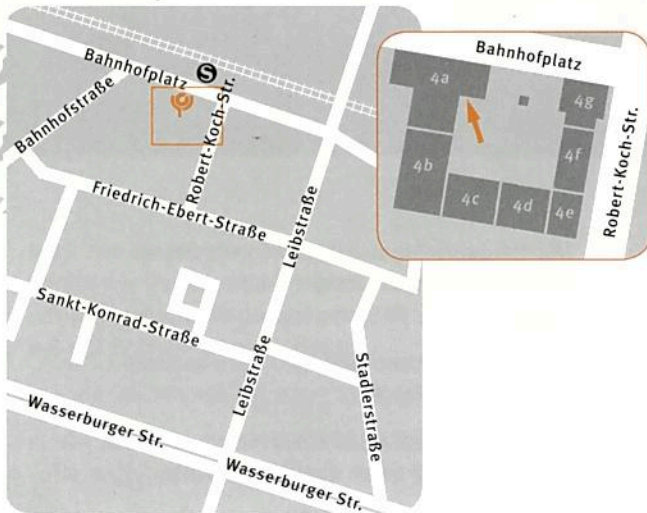 Bahnhofplatz
S
Bahnhofstraße
Robert-Koch-Str.
Friedrich-Ebert-Straße
Leibstraße
Sankt-Konrad-Straße
Leibstraße
Stadlerstraße
Wasserburger Str.
Wasserburger Str.
Bahnhofplatz
4a
4g
4f
4b
4c
4d
4e
Robert-Koch-Str.